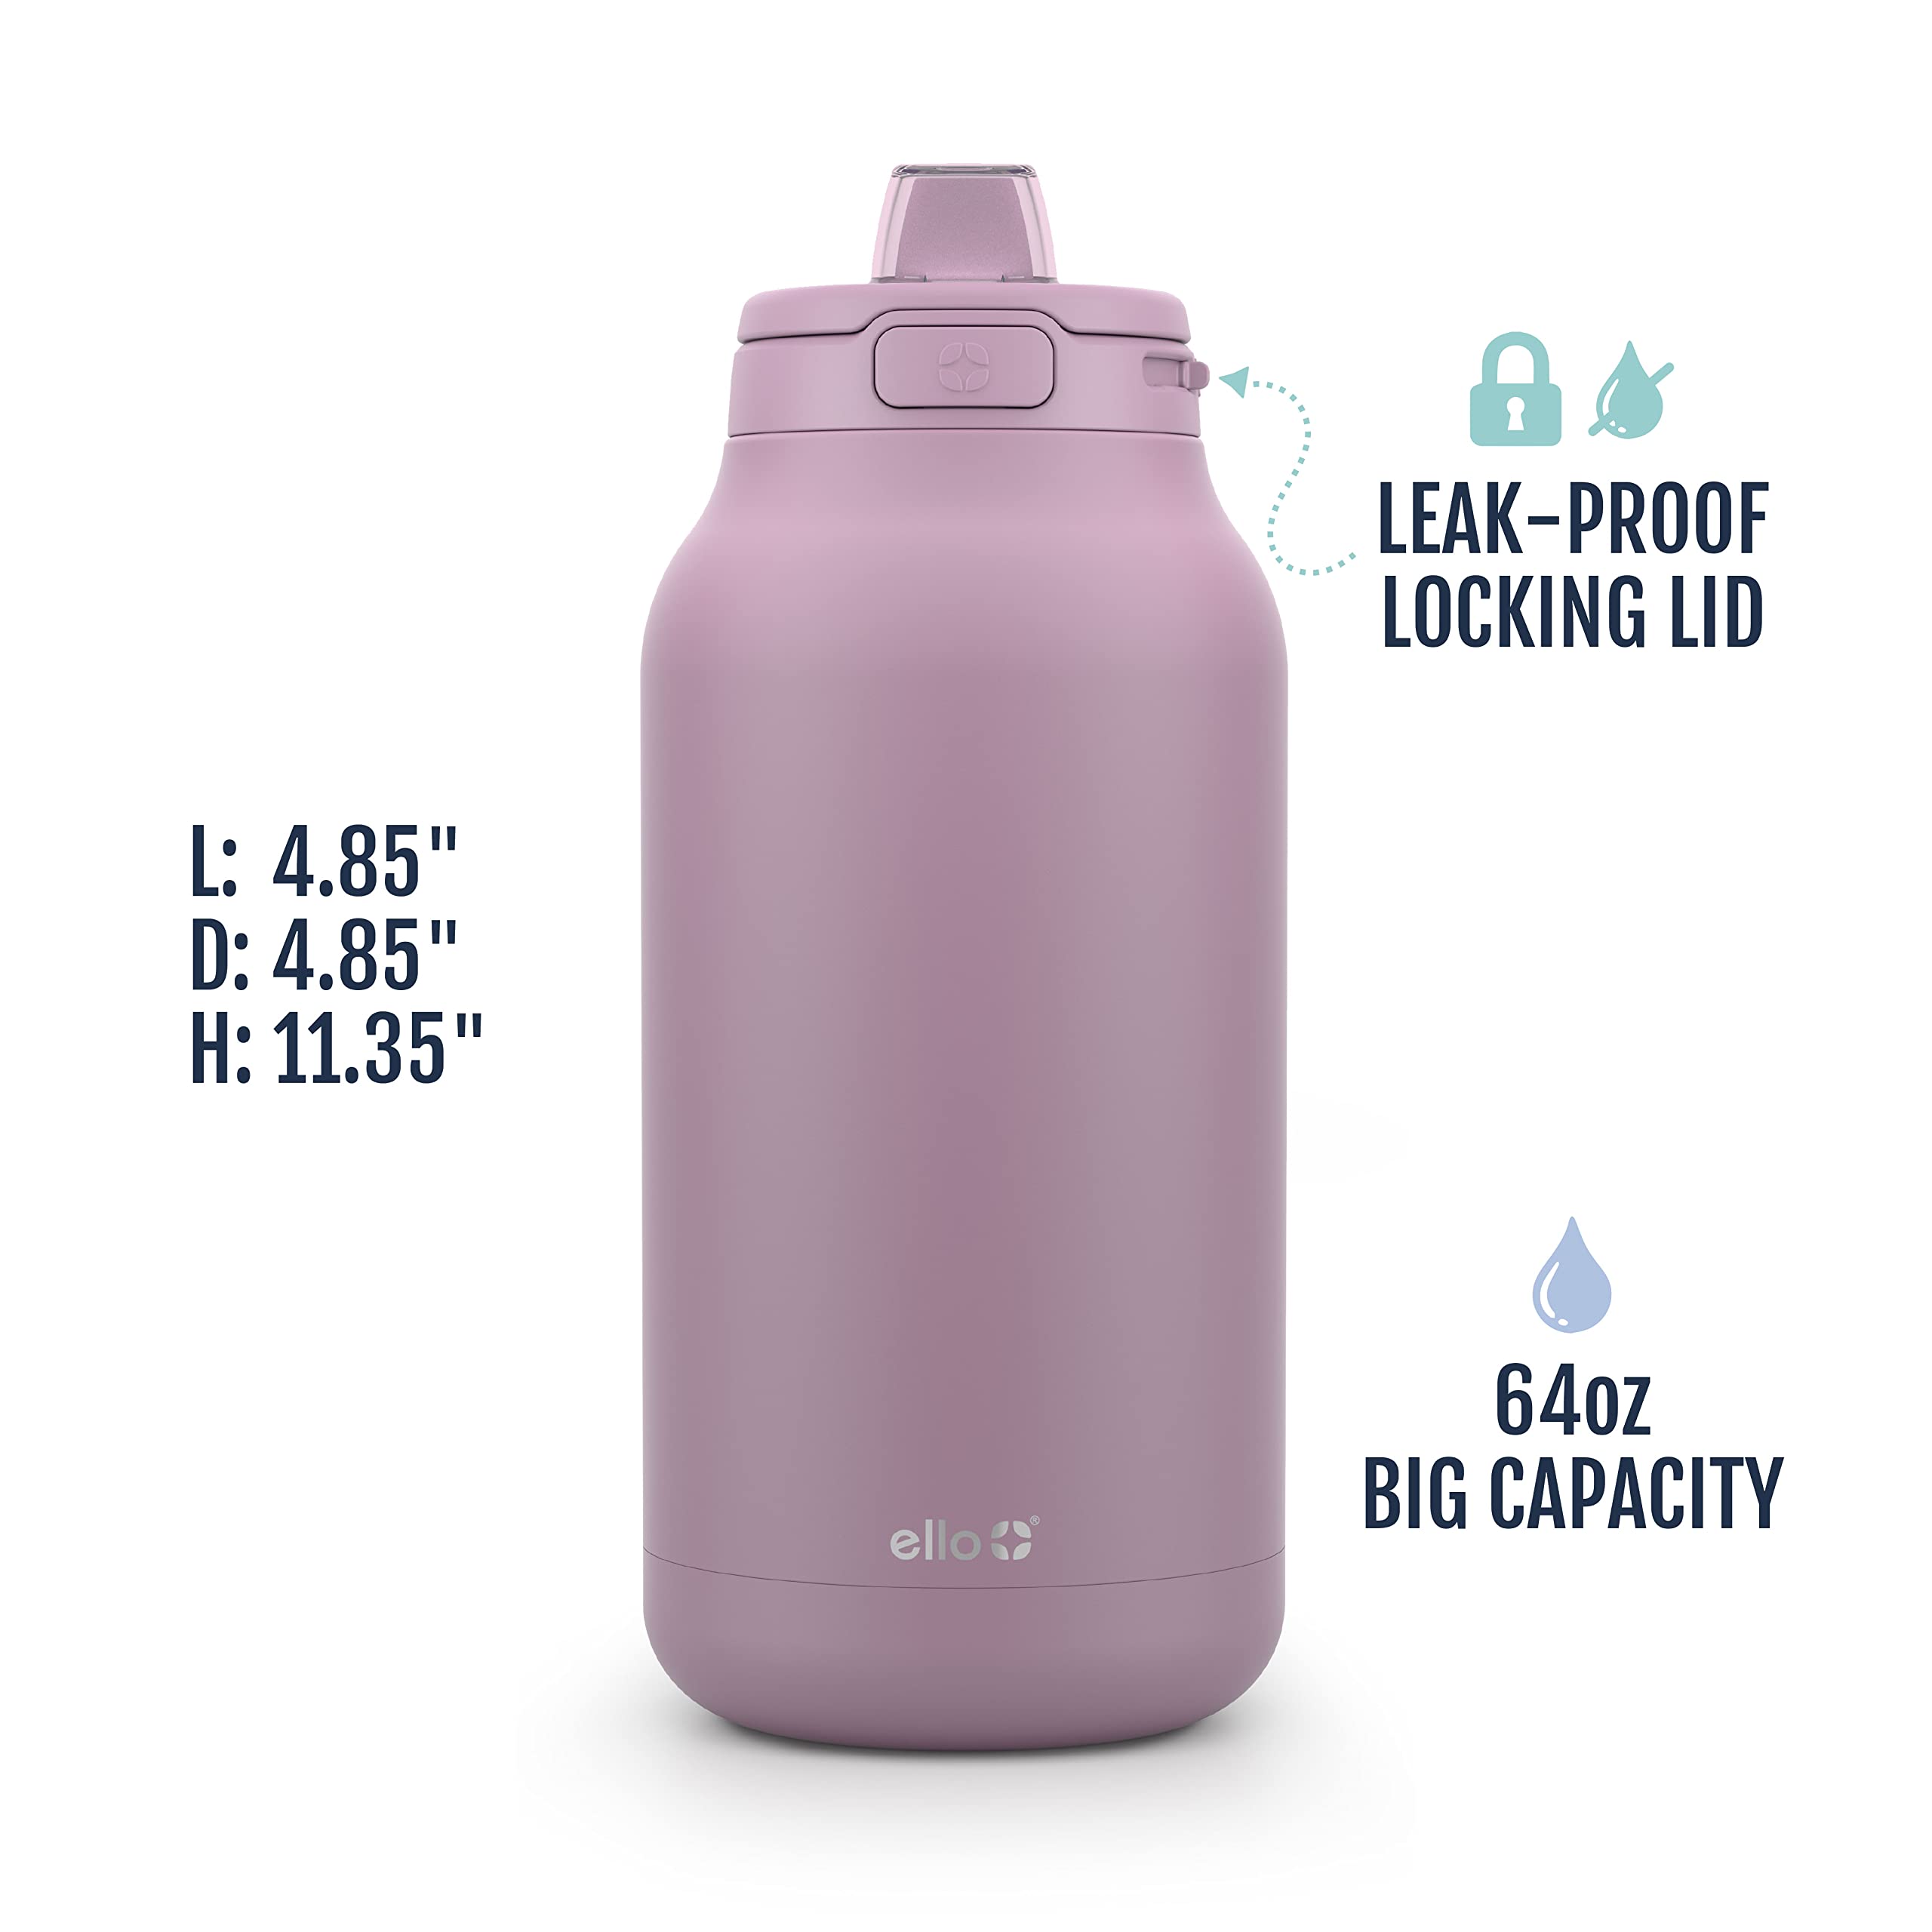 LEAK-PROOF
LOCKING LID
L: 4.85"
D: 4.85"
H: 11.35"
64oz
BIG CAPACITY
ello®